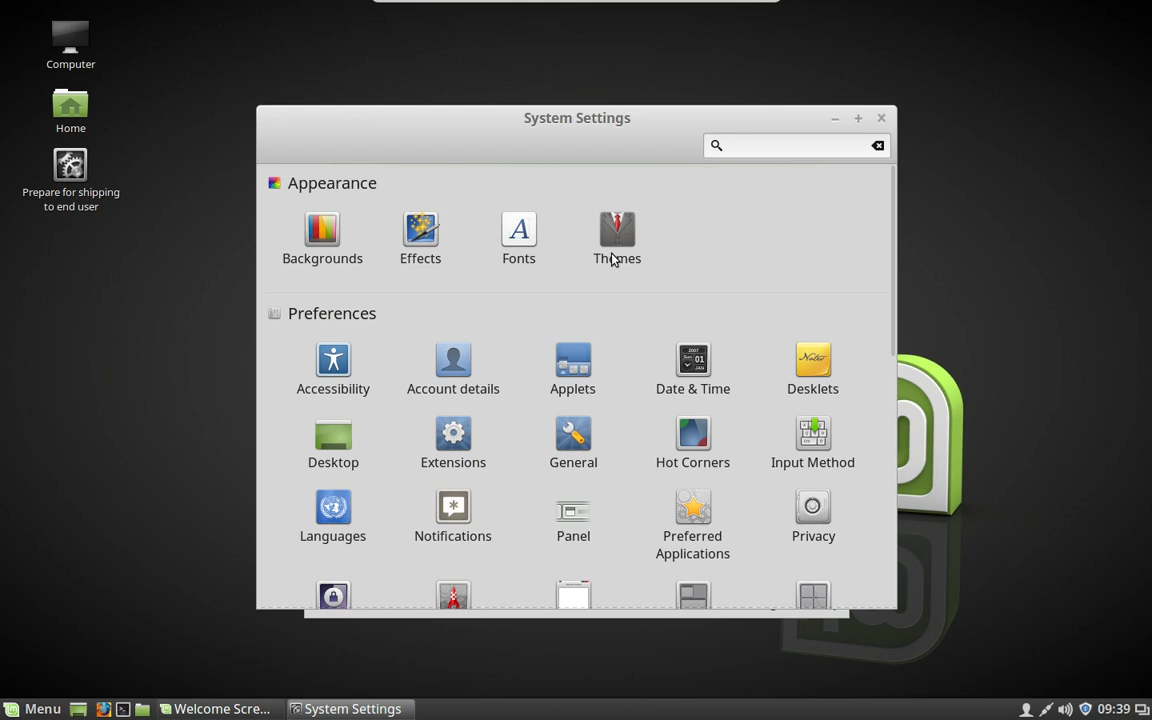 Computer
Home
Prepare for shipping
to end user
System Settings
Appearance
Backgrounds
Effects
Fonts
Themes
Preferences
Accessibility
Account details
Applets
Date & Time
Desklets
Desktop
Extensions
General
Hot Corners
Input Method
Languages
Notifications
Panel
Preferred
Applications
Privacy
Menu
Welcome Scre...
System Settings
09:39